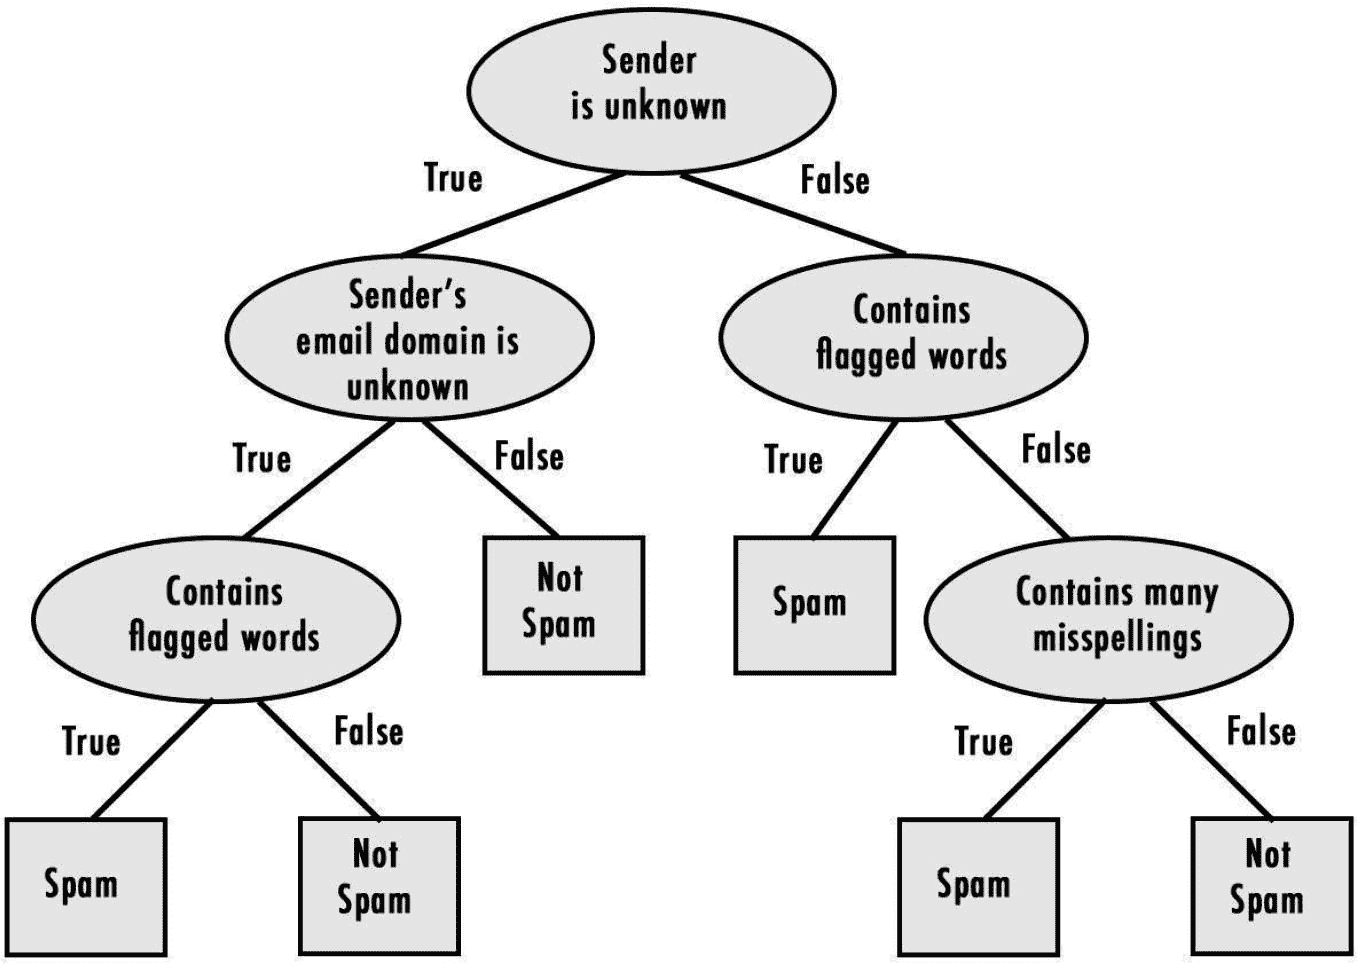 Sender
is unknown
True
False
Sender's
email domain is
unknown
Contains
flagged words
True
False
True
False
Contains
flagged words
Not
Spam
Spam
Contains many
misspellings
True
False
True
False
Spam
Not
Spam
Spam
Not
Spam